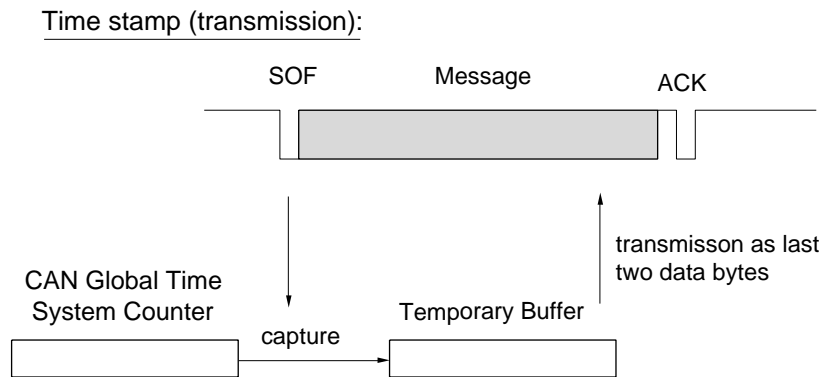 Time stamp (transmission):
SOF
Message
ACK
transmisson as last
two data bytes
CAN Global Time
System Counter
capture
Temporary Buffer